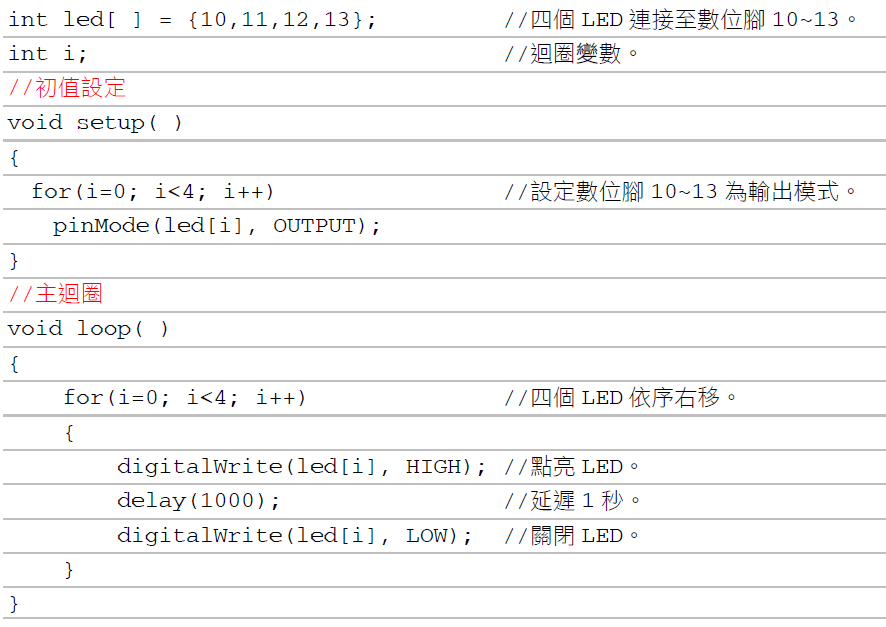 int led[ ] = {10,11,12,13}; //四個 LED 連接至數位腳 10~13。
int i; //迴圈變數。
//初值設定
void setup( )
{
for(i=0; i<4; i++) //設定數位腳 10~13 為輸出模式。
pinMode(led[i], OUTPUT);
}
//主迴圈
void loop( )
{
for(i=0; i<4; i++) //四個 LED 依序右移。
{
digitalWrite(led[i], HIGH); //點亮 LED。
delay(1000); //延遲 1 秒。
digitalWrite(led[i], LOW); //關閉 LED。
}
}